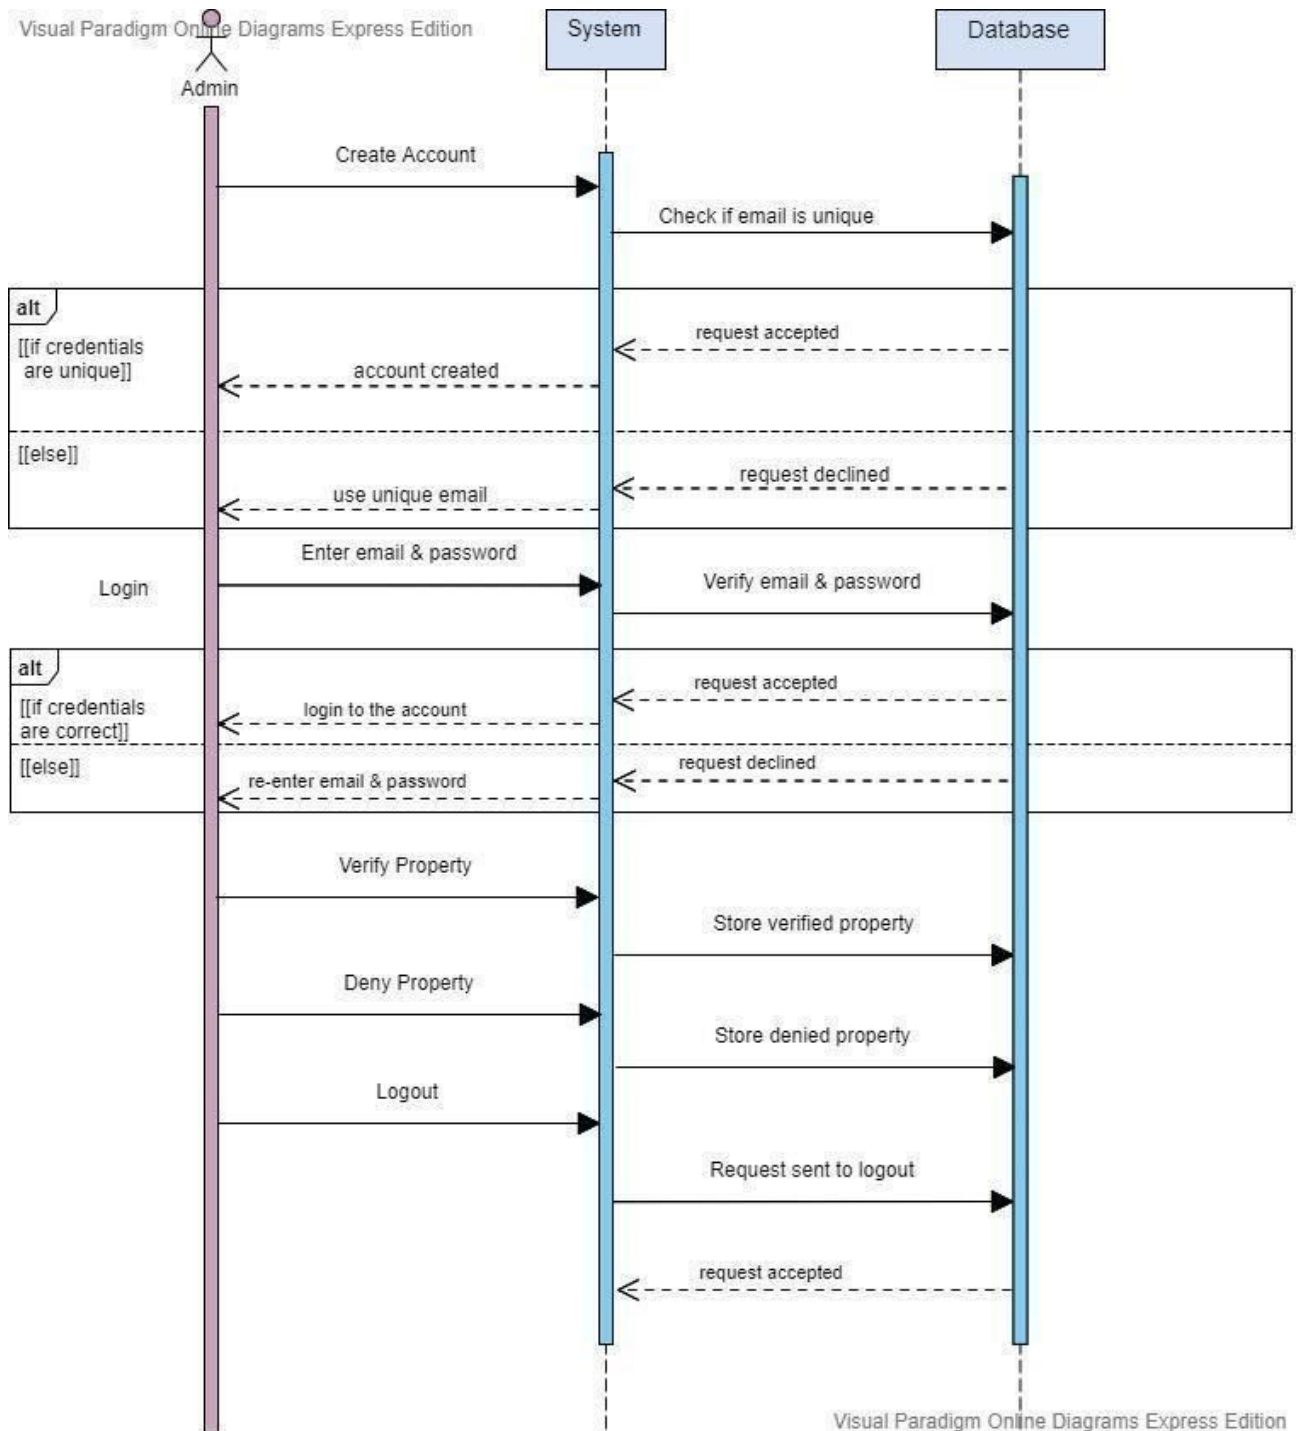 Visual Paradigm Online Diagrams Express Edition
System
Database
Admin
Create Account
Check if email is unique
alt
request accepted
[[if credentials
are unique]]
account created
[[else]]
request declined
use unique email
Enter email & password
Verify email & password
Login
alt
request accepted
[[if credentials
are correct]]
login to the account
[[else]]
request declined
re-enter email & password
Verify Property
Store verified property
Deny Property
Store denied property
Logout
Request sent to logout
request accepted
Visual Paradigm Online Diagrams Express Edition